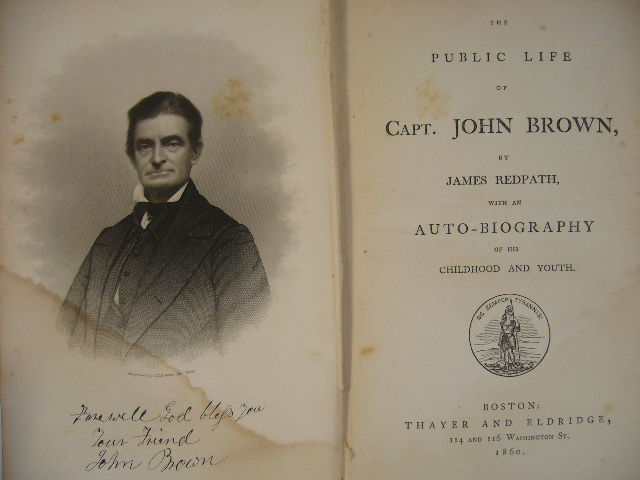 Farewell God bless you
Your Friend
John Brown
THE
PUBLIC LIFE
OF
CAPT. JOHN BROWN,
BY
JAMES REDPATH,
WITH AN
AUTO-BIOGRAPHY
OF HIS
CHILDHOOD AND YOUTH.
SIC SEMPER TYRANNIS
BOSTON:
THAYER AND ELDRIDGE,
114 AND 116 WASHINGTON ST.
1860.